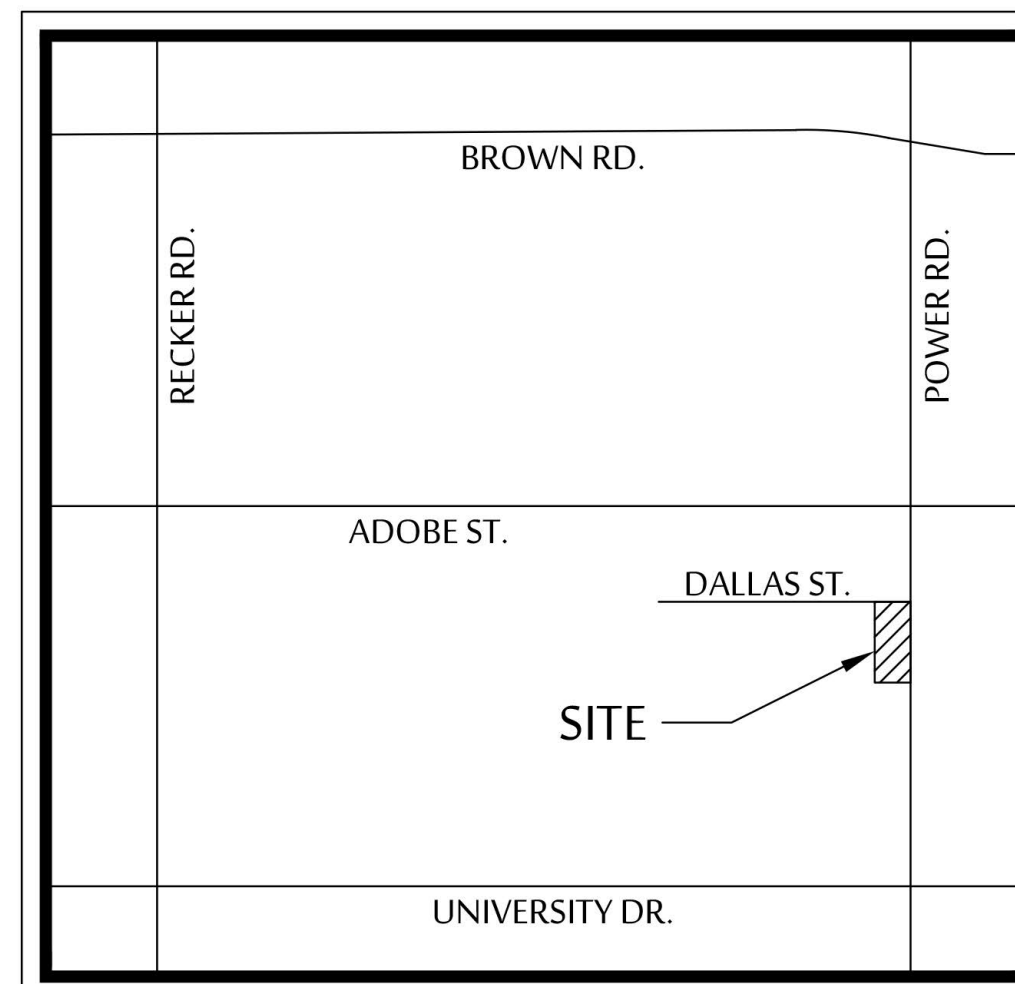 BROWN RD.
RECKER RD.
POWER RD.
ADOBE ST.
DALLAS ST.
SITE
UNIVERSITY DR.